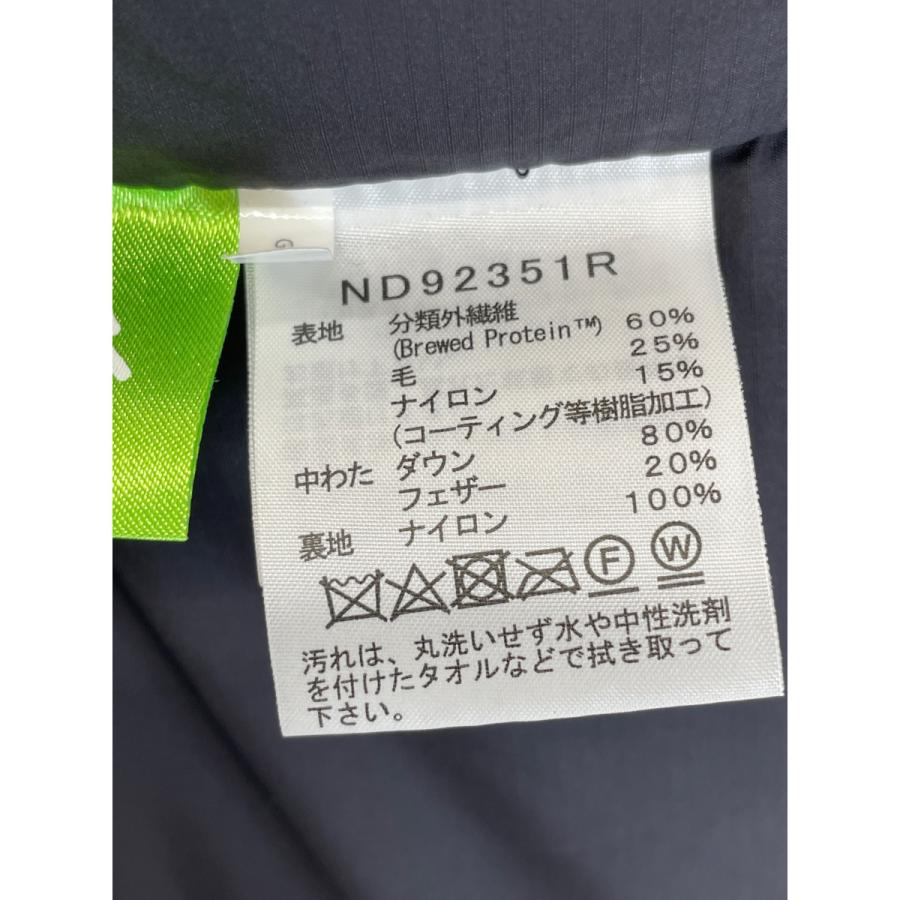 G
ND92351R
表地 分類外繊維
(Brewed Protein™) 60%
毛 25%
ナイロン 15%
(コーティング等樹脂加工)
中わた ダウン 80%
フェザー 20%
裏地 ナイロン 100%
F W
汚れは、丸洗いせず水や中性洗剤
を付けたタオルなどで拭き取って
下さい。